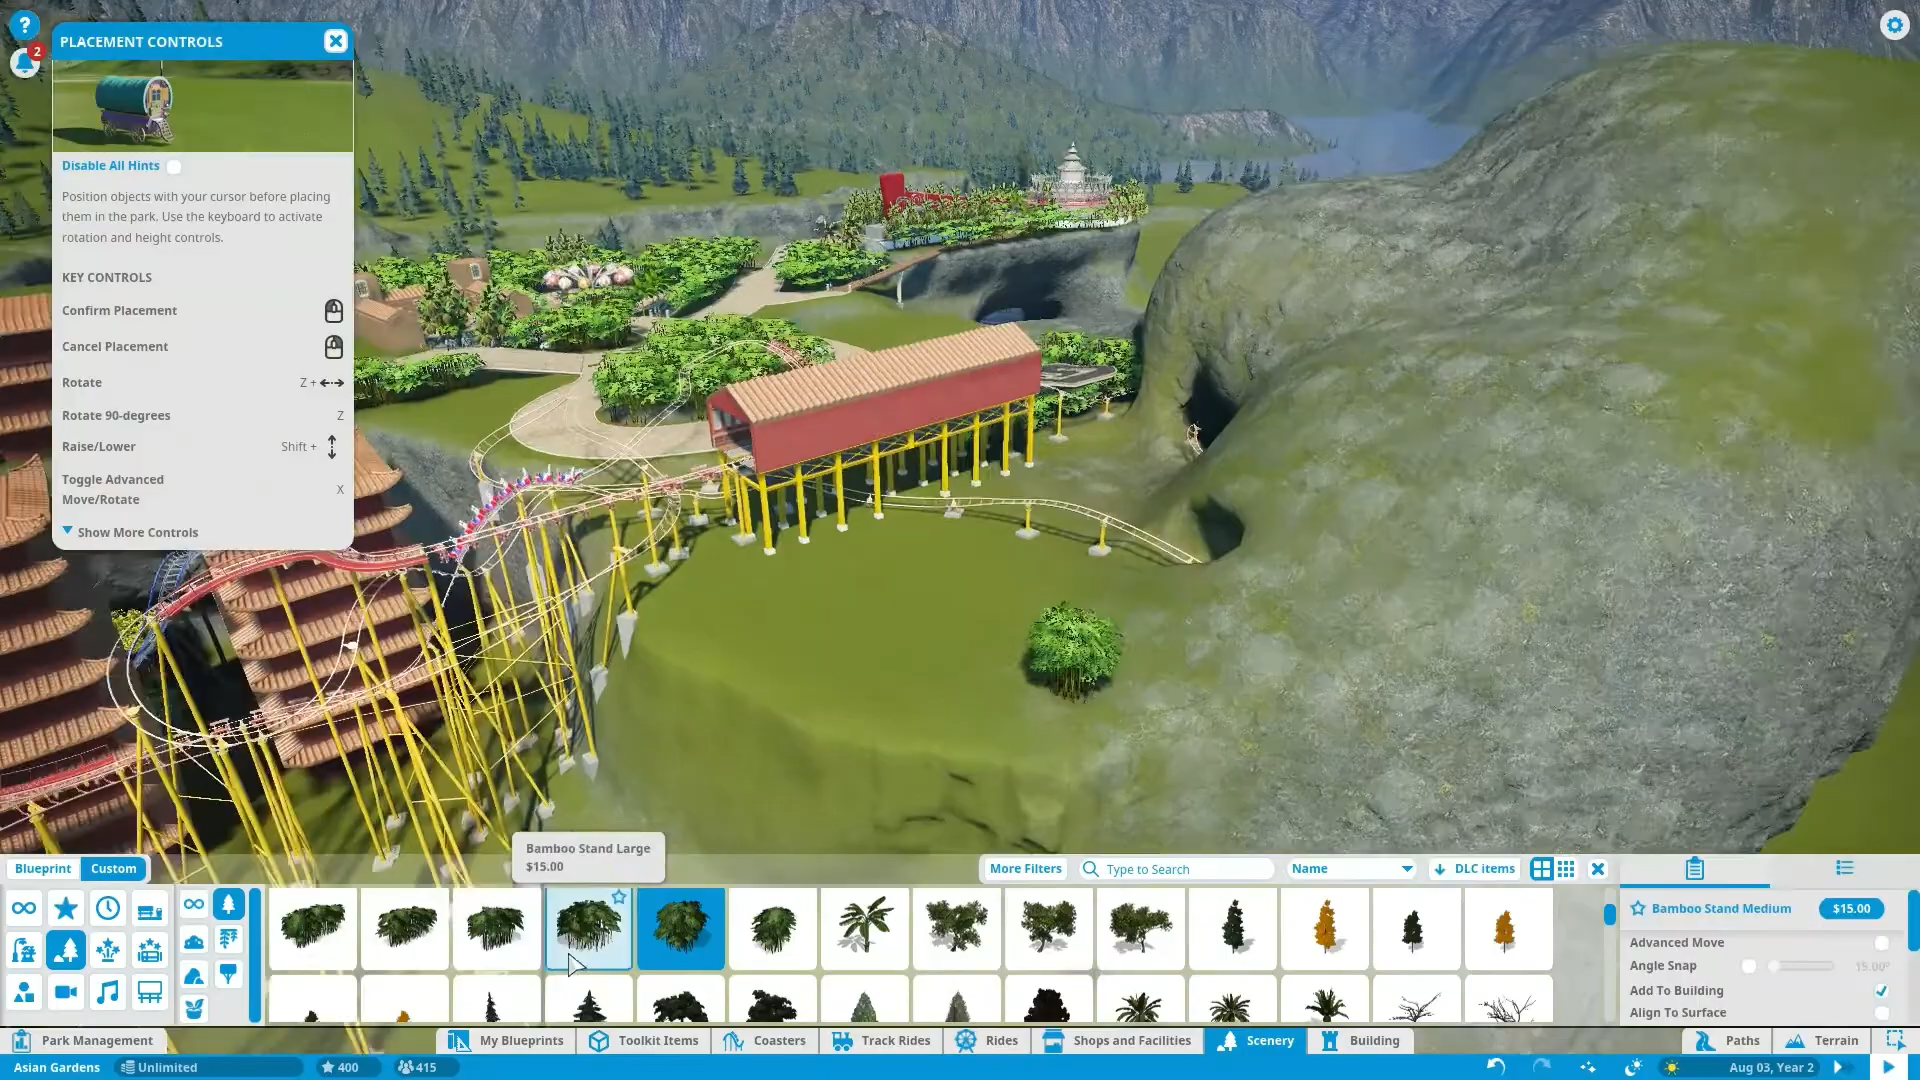 ?
2
PLACEMENT CONTROLS
Disable All Hints
Position objects with your cursor before placing
them in the park. Use the keyboard to activate
rotation and height controls.
KEY CONTROLS
Confirm Placement
Cancel Placement
Rotate Z +
Rotate 90-degrees Z
Raise/Lower Shift +
Toggle Advanced
Move/Rotate X
Show More Controls
Bamboo Stand Large
$15.00
Blueprint Custom
More Filters Type to Search Name DLC items
Bamboo Stand Medium $15.00
Advanced Move
Angle Snap 15.00°
Add To Building
Align To Surface
Park Management My Blueprints Toolkit Items Coasters Track Rides Rides Shops and Facilities Scenery Building Paths Terrain
Asian Gardens Unlimited 400 415 Aug 03, Year 2